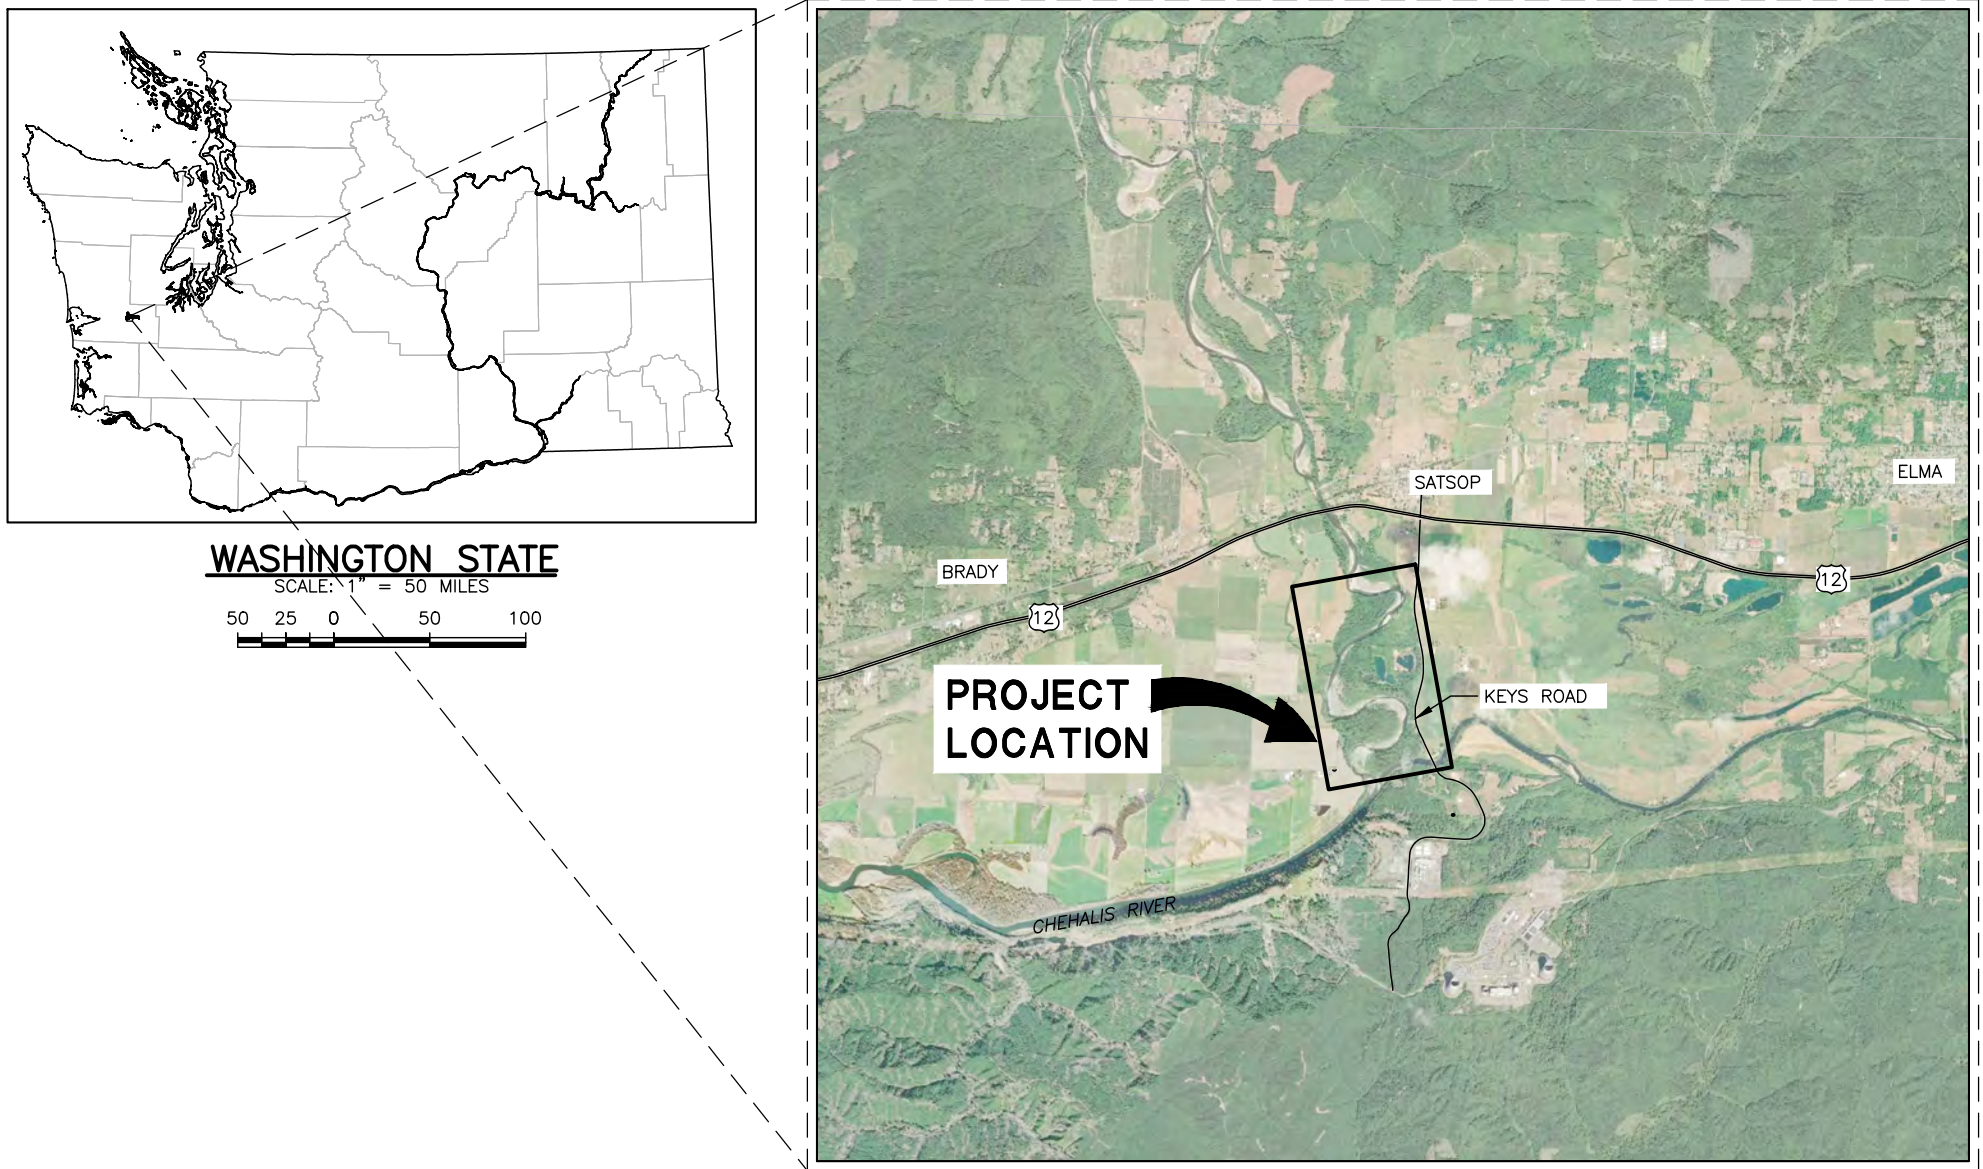 WASHINGTON STATE
SCALE: 1" = 50 MILES
50 25 0 50 100
SATSOP
ELMA
BRADY
12
12
PROJECT
LOCATION
KEYS ROAD
CHEHALIS RIVER